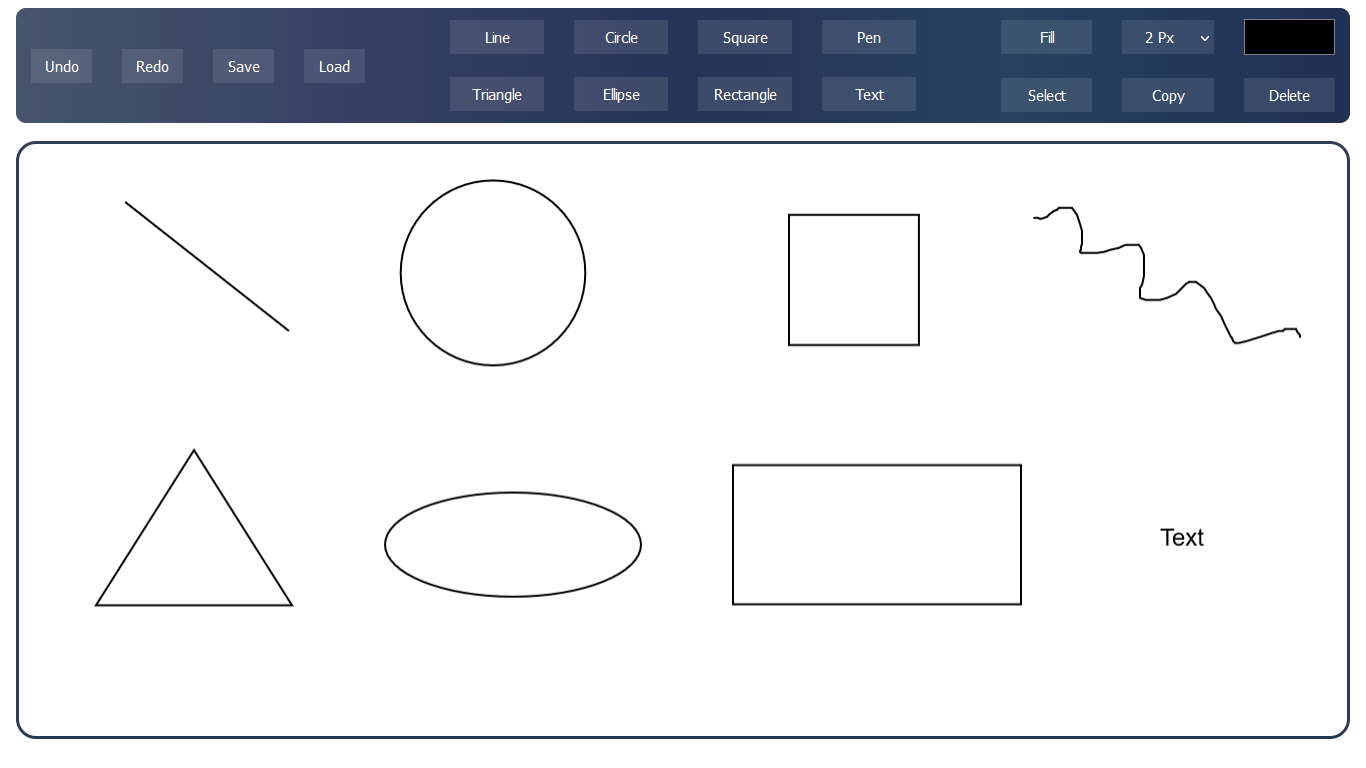 Line Circle Square Pen Fill 2 Px
Undo Redo Save Load
Triangle Ellipse Rectangle Text Select Copy Delete
Text